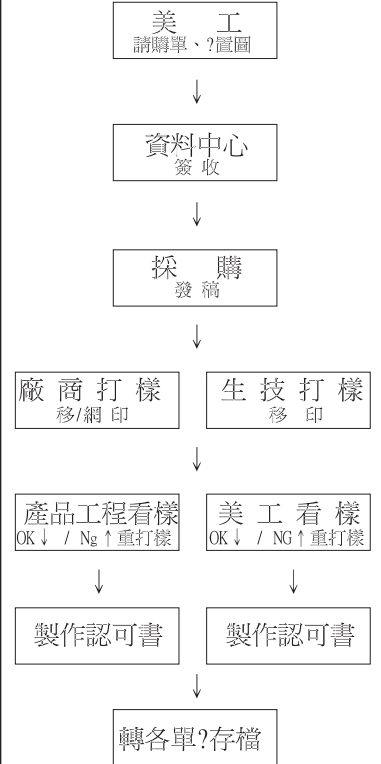 美 工
請購單、?置圖
資料中心
簽 收
採 購
發 稿
廠 商 打 樣
移/網 印
生 技 打 樣
移 印
產品工程看樣
OK↓ / Ng↑重打樣
美 工 看 樣
OK↓ / NG↑重打樣
製作認可書
製作認可書
轉各單?存檔